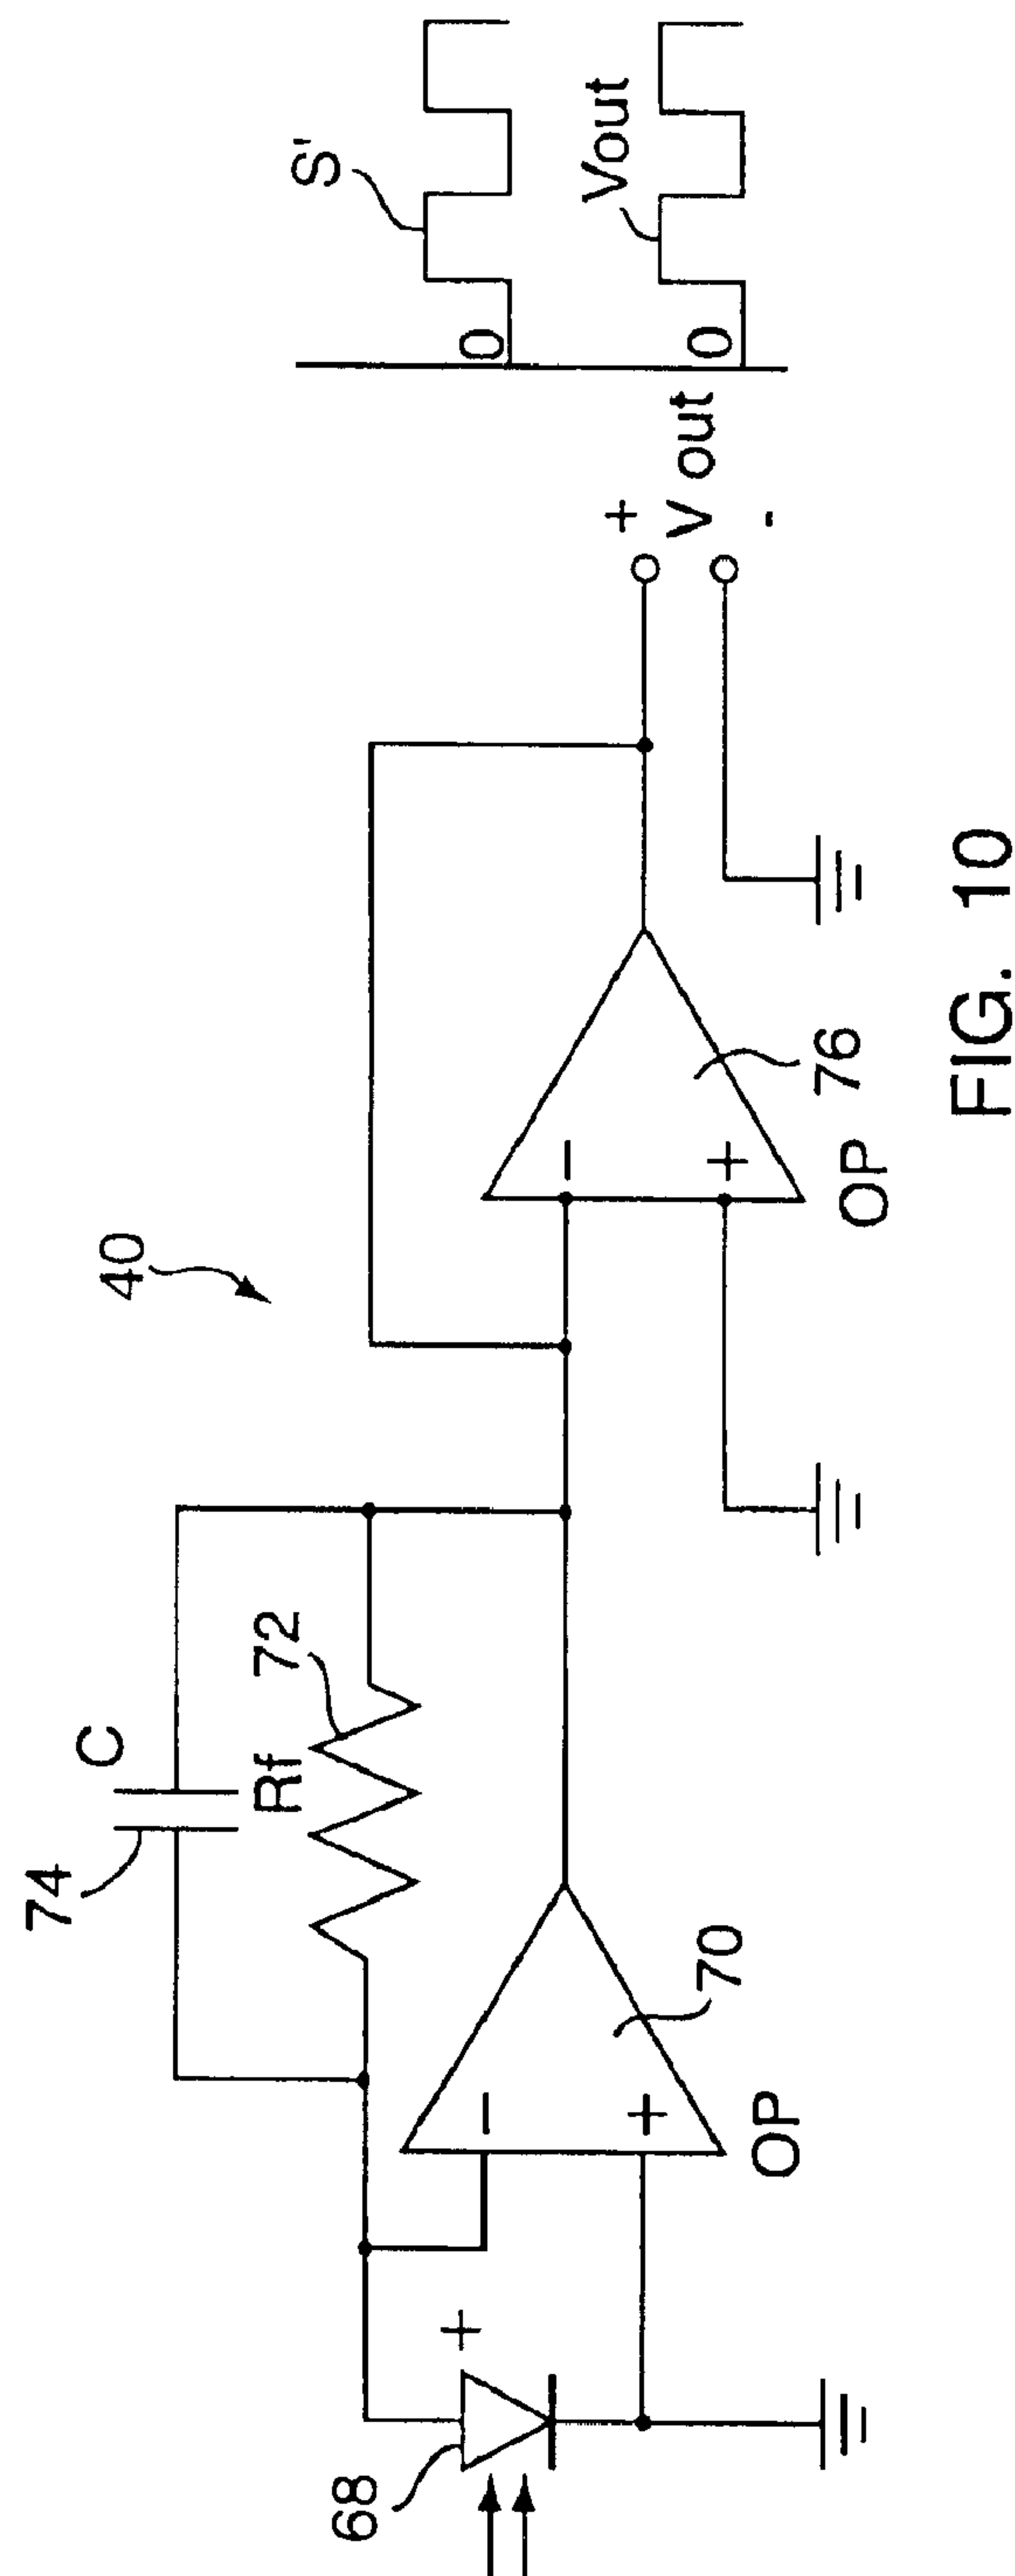 74
C
Rf
72
40
68
+
−
+
70
OP
−
+
76
OP
+
V out
-
S'
0
Vout
0
FIG. 10